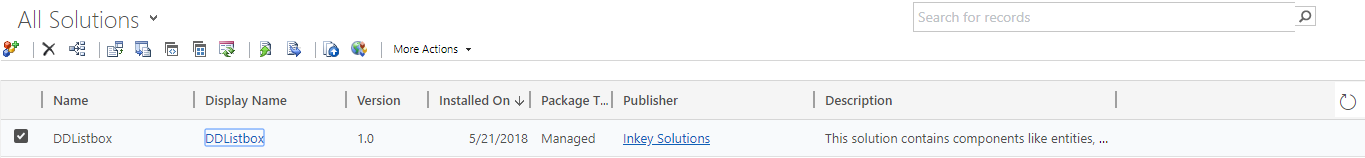 All Solutions
Search for records
More Actions
Name Display Name Version Installed On Package T... Publisher Description
DDListbox DDListbox 1.0 5/21/2018 Managed Inkey Solutions This solution contains components like entities, ...